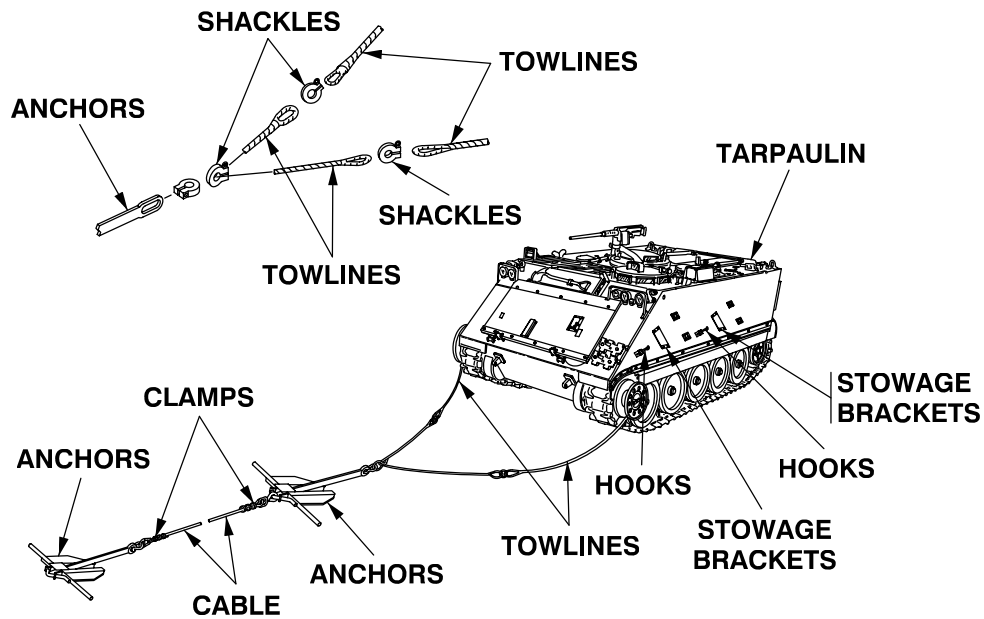 SHACKLES
TOWLINES
ANCHORS
TARPAULIN
SHACKLES
TOWLINES
STOWAGE
BRACKETS
CLAMPS
ANCHORS
HOOKS
HOOKS
STOWAGE
BRACKETS
TOWLINES
ANCHORS
CABLE